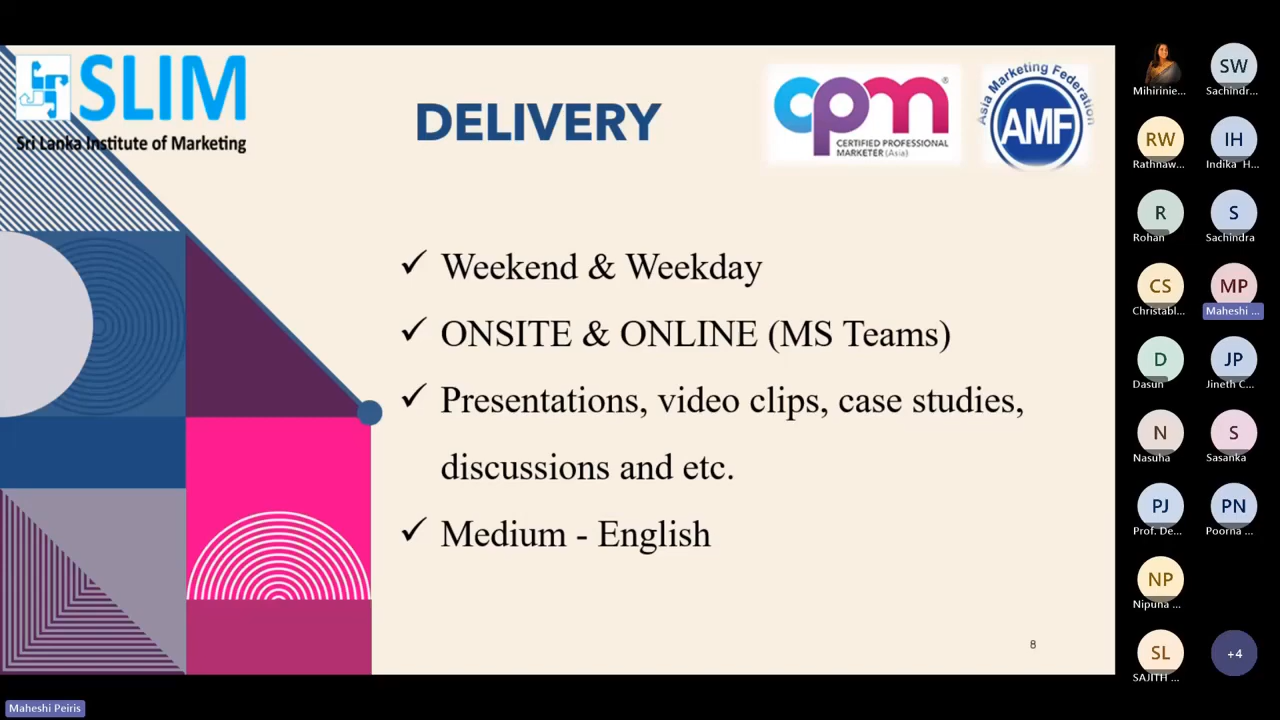 SLIM
Sri Lanka Institute of Marketing
DELIVERY
cpm®
CERTIFIED PROFESSIONAL
MARKETER (Asia)
Asia Marketing Federation
AMF
✓ Weekend & Weekday
✓ ONSITE & ONLINE (MS Teams)
✓ Presentations, video clips, case studies,
discussions and etc.
✓ Medium - English
8
Mihirinie...
SW
Sachindr...
RW
Rathnaw...
IH
Indika H...
R
Rohan
S
Sachindra
CS
Christabl...
MP
Maheshi ...
D
Dasun
JP
Jineth C...
N
Nasuha
S
Sasanka
PJ
Prof. De...
PN
Poorna ...
NP
Nipuna ...
SL
SAJITH ...
+4
Maheshi Peiris